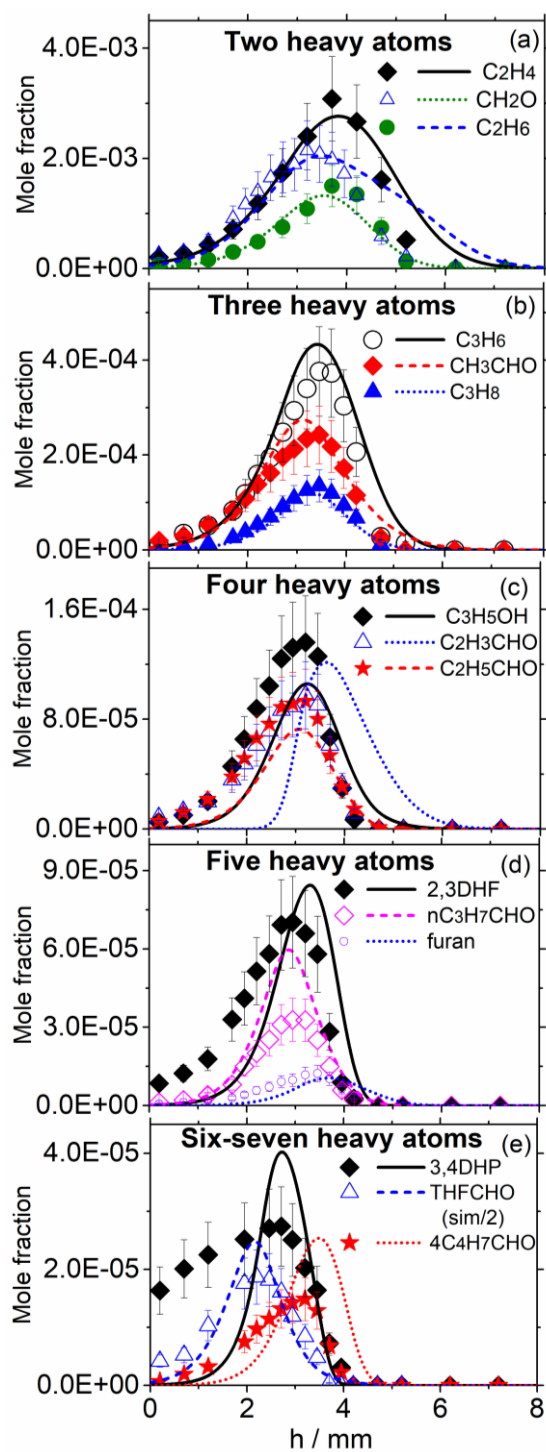 Two heavy atoms (a)
4.0E-03
2.0E-03
0.0E+00
Mole fraction
C2H4
CH2O
C2H6
Three heavy atoms (b)
4.0E-04
2.0E-04
0.0E+00
Mole fraction
C3H6
CH3CHO
C3H8
Four heavy atoms (c)
1.6E-04
8.0E-05
0.0E+00
Mole fraction
C3H5OH
C2H3CHO
C2H5CHO
Five heavy atoms (d)
9.0E-05
6.0E-05
3.0E-05
0.0E+00
Mole fraction
2,3DHF
nC3H7CHO
furan
Six-seven heavy atoms (e)
4.0E-05
2.0E-05
0.0E+00
Mole fraction
3,4DHP
THFCHO
(sim/2)
4C4H7CHO
0 2 4 6 8
h / mm